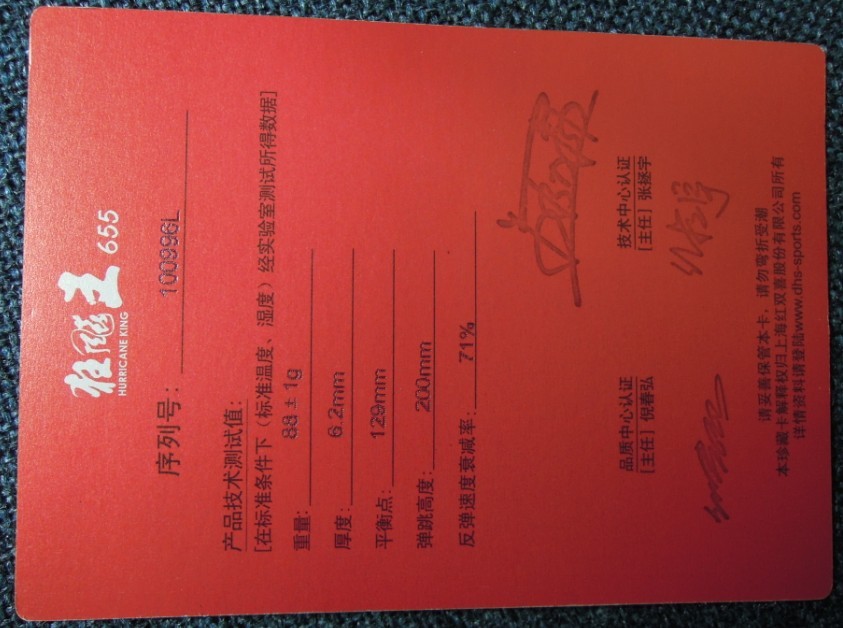 狂飚王 655
HURRICANE KING
序列号: 100996L
产品技术测试值:
[在标准条件下(标准温度、湿度)经实验室测试所得数据]
重量: 88±1g
厚度: 6.2mm
平衡点: 129mm
弹跳高度: 200mm
反弹速度衰减率: 71%
品质中心认证
[主任] 倪春弘
技术中心认证
[主任] 张拯宇
请妥善保管本卡, 请勿弯折受潮
本珍藏卡解释权归上海红双喜股份有限公司所有
详情资料请登陆www.dhs-sports.com